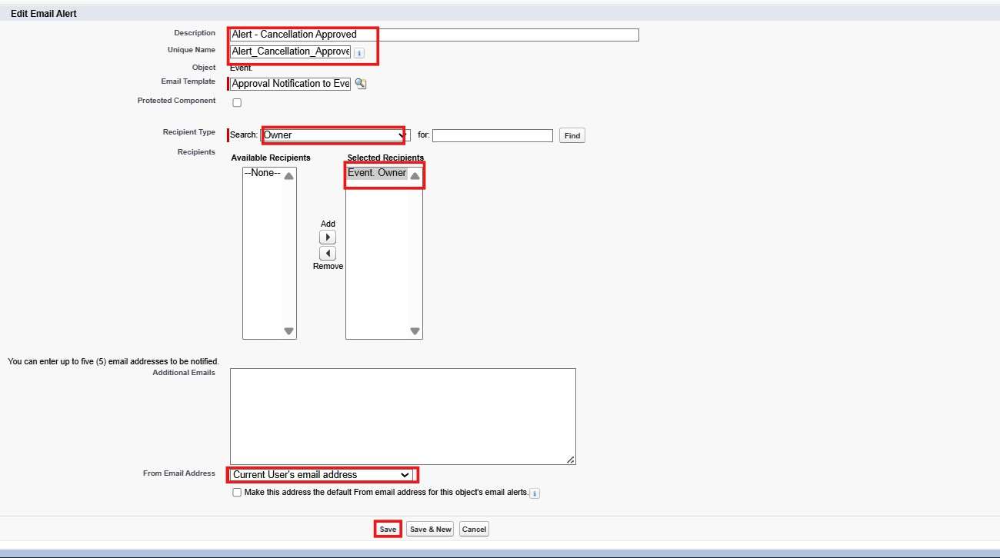 Edit Email Alert
Description Alert - Cancellation Approved
Unique Name Alert_Cancellation_Approve i
Object Event.
Email Template Approval Notification to Eve
Protected Component
Recipient Type Search: Owner for: Find
Recipients
Available Recipients Selected Recipients
--None-- Event. Owner
Add
Remove
You can enter up to five (5) email addresses to be notified.
Additional Emails
From Email Address Current User's email address
Make this address the default From email address for this object's email alerts. i
Save Save & New Cancel